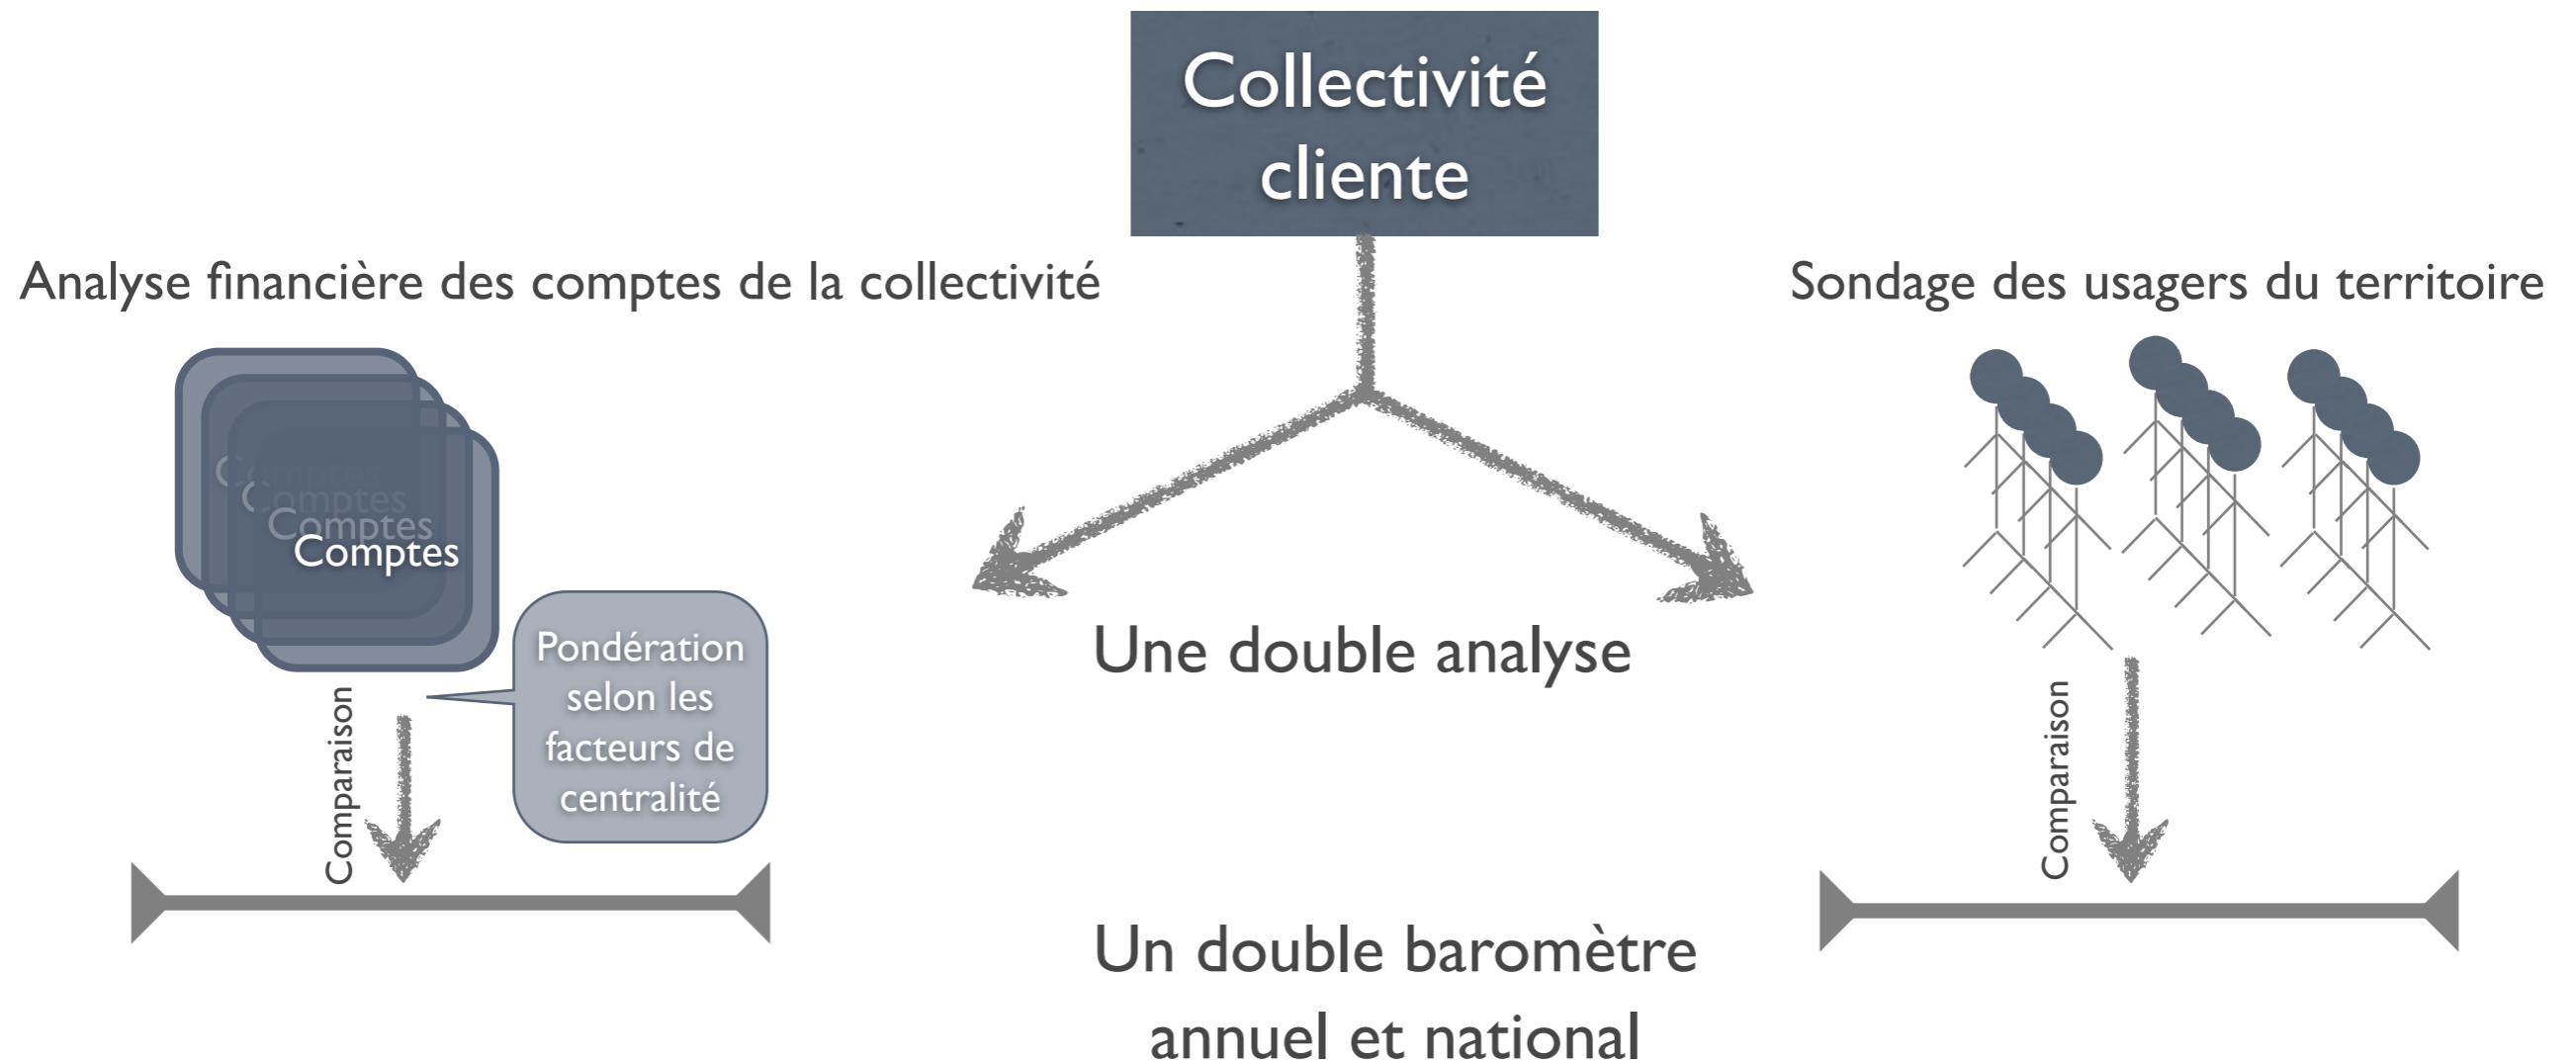 Collectivité
cliente
Analyse financière des comptes de la collectivité
Sondage des usagers du territoire
Comptes
Comptes
Comptes
Comptes
Pondération
selon les
facteurs de
centralité
Comparaison
Une double analyse
Comparaison
Un double baromètre
annuel et national